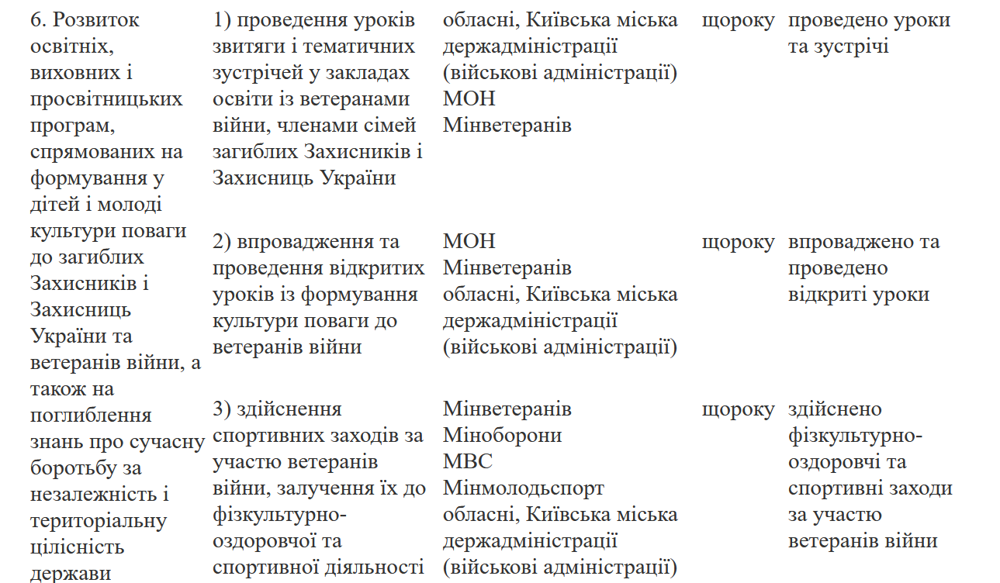 6. Розвиток
освітніх,
виховних і
просвітницьких
програм,
спрямованих на
формування у
дітей і молоді
культури поваги
до загиблих
Захисників і
Захисниць
України та
ветеранів війни, а
також на
поглиблення
знань про сучасну
боротьбу за
незалежність і
територіальну
цілісність
держави
1) проведення уроків
звитяги і тематичних
зустрічей у закладах
освіти із ветеранами
війни, членами сімей
загиблих Захисників і
Захисниць України
обласні, Київська міська
держадміністрації
(військові адміністрації)
МОН
Мінветеранів
щороку
проведено уроки
та зустрічі
2) впровадження та
проведення відкритих
уроків із формування
культури поваги до
ветеранів війни
МОН
Мінветеранів
обласні, Київська міська
держадміністрації
(військові адміністрації)
щороку
впроваджено та
проведено
відкриті уроки
3) здійснення
спортивних заходів за
участю ветеранів
війни, залучення їх до
фізкультурно-
оздоровчої та
спортивної діяльності
Мінветеранів
Міноборони
МВС
Мінмолодьспорт
обласні, Київська міська
держадміністрації
(військові адміністрації)
щороку
здійснено
фізкультурно-
оздоровчі та
спортивні заходи
за участю
ветеранів війни